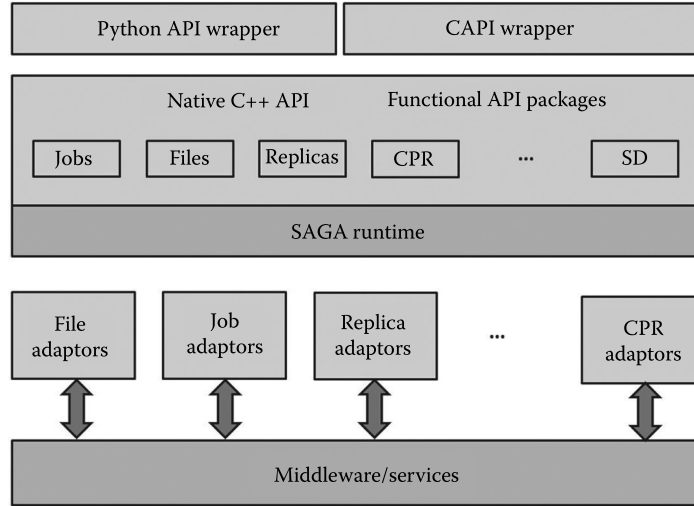 Python API wrapper
CAPI wrapper
Native C++ API
Functional API packages
Jobs
Files
Replicas
CPR
...
SD
SAGA runtime
File
adaptors
Job
adaptors
Replica
adaptors
...
CPR
adaptors
Middleware/services